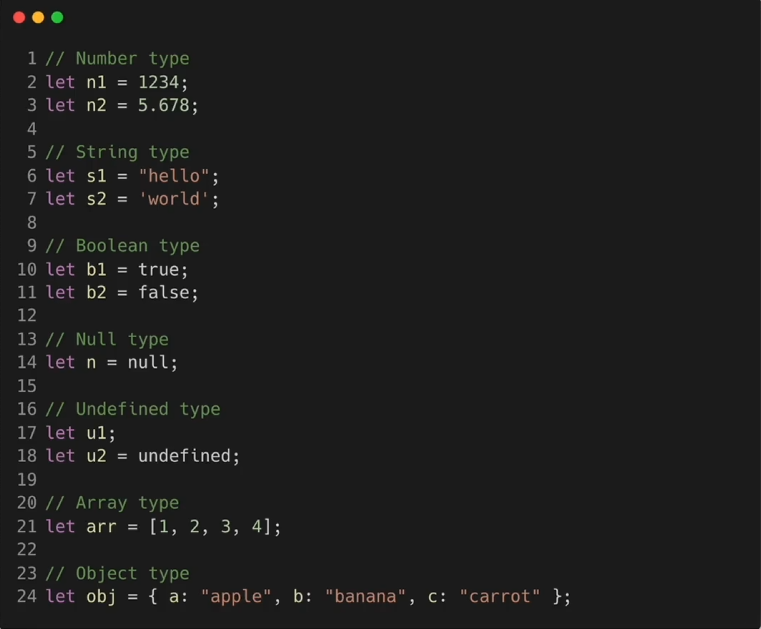 1 // Number type
2 let n1 = 1234;
3 let n2 = 5.678;
4
5 // String type
6 let s1 = "hello";
7 let s2 = 'world';
8
9 // Boolean type
10 let b1 = true;
11 let b2 = false;
12
13 // Null type
14 let n = null;
15
16 // Undefined type
17 let u1;
18 let u2 = undefined;
19
20 // Array type
21 let arr = [1, 2, 3, 4];
22
23 // Object type
24 let obj = { a: "apple", b: "banana", c: "carrot" };